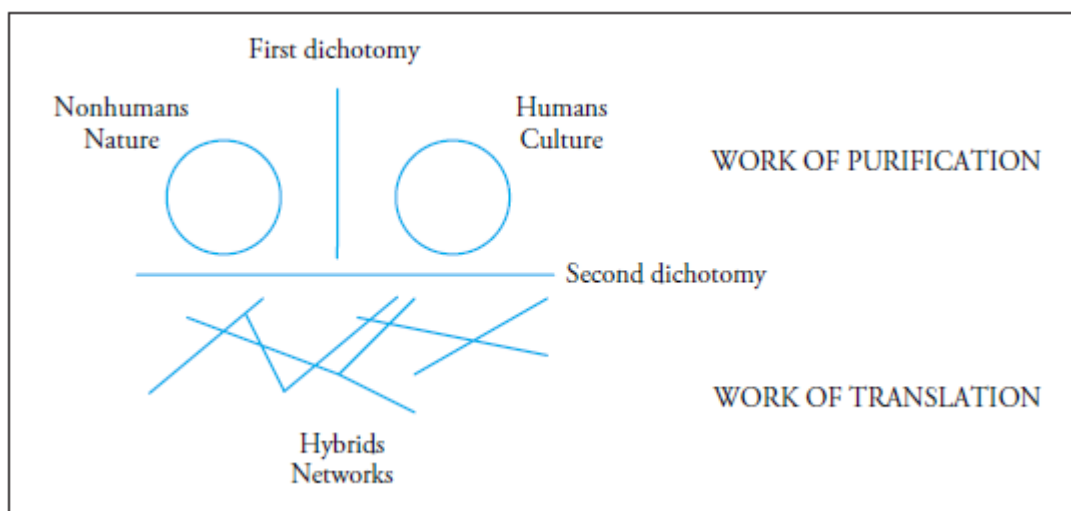 First dichotomy
Nonhumans
Nature
Humans
Culture
WORK OF PURIFICATION
Second dichotomy
WORK OF TRANSLATION
Hybrids
Networks